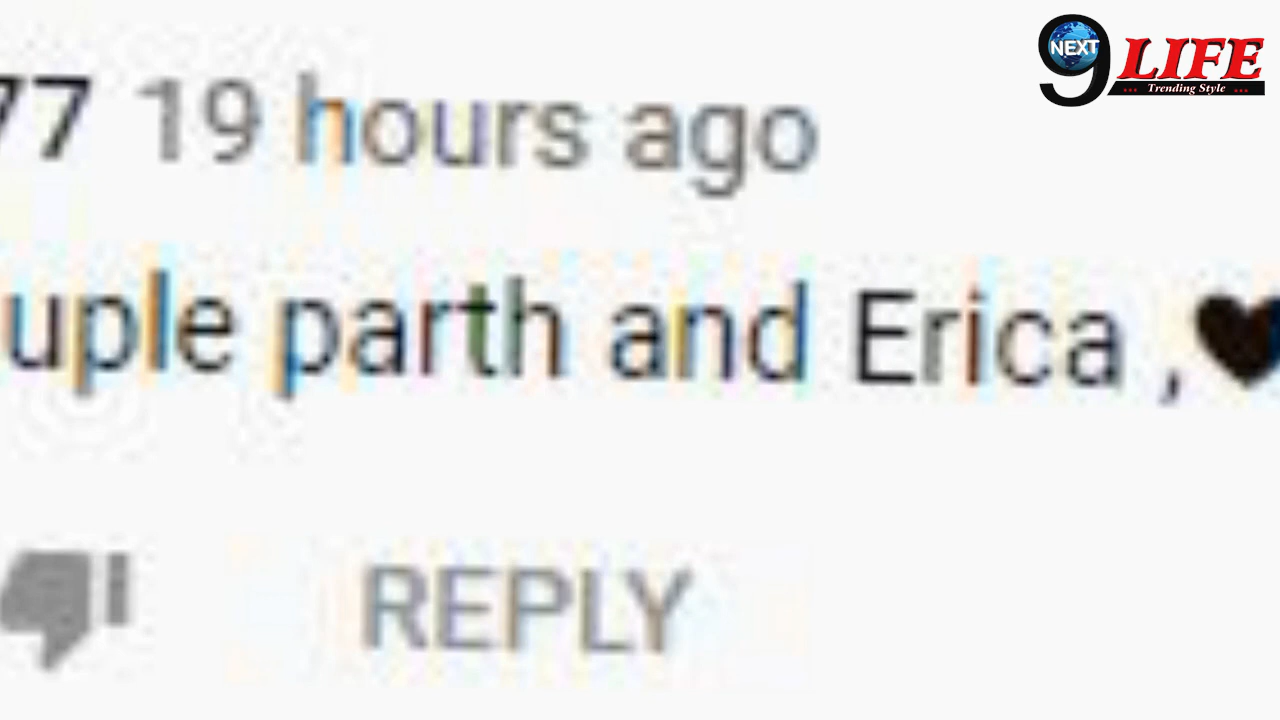 NEXT
9 LIFE
... Trending Style ...
77 19 hours ago
uple parth and Erica ,🖤
REPLY